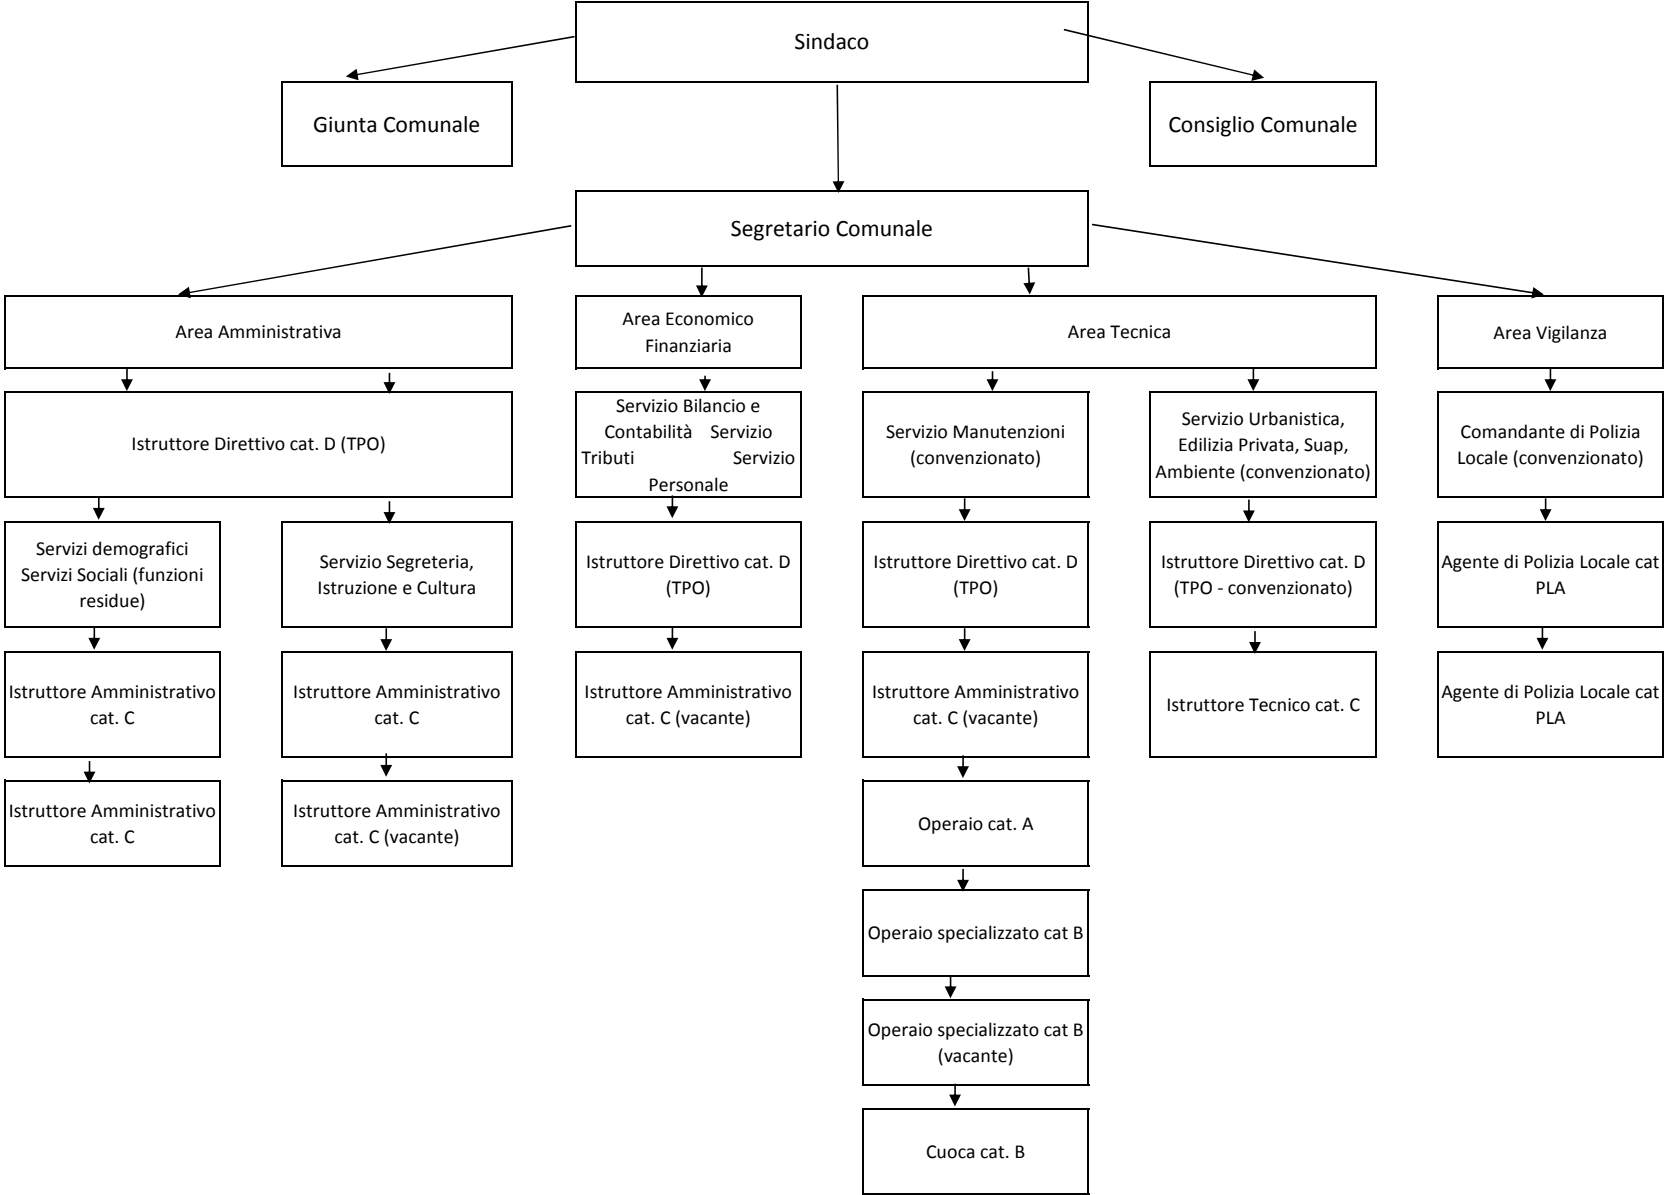 Sindaco
Giunta Comunale
Consiglio Comunale
Segretario Comunale
Area Amministrativa
Area Economico
Finanziaria
Area Tecnica
Area Vigilanza
Istruttore Direttivo cat. D (TPO)
Servizio Bilancio e
Contabilità Servizio
Tributi Servizio
Personale
Servizio Manutenzioni
(convenzionato)
Servizio Urbanistica,
Edilizia Privata, Suap,
Ambiente (convenzionato)
Comandante di Polizia
Locale (convenzionato)
Servizi demografici
Servizi Sociali (funzioni
residue)
Servizio Segreteria,
Istruzione e Cultura
Istruttore Direttivo cat. D
(TPO)
Istruttore Direttivo cat. D
(TPO)
Istruttore Direttivo cat. D
(TPO - convenzionato)
Agente di Polizia Locale cat
PLA
Istruttore Amministrativo
cat. C
Istruttore Amministrativo
cat. C
Istruttore Amministrativo
cat. C (vacante)
Istruttore Amministrativo
cat. C (vacante)
Istruttore Tecnico cat. C
Agente di Polizia Locale cat
PLA
Istruttore Amministrativo
cat. C
Istruttore Amministrativo
cat. C (vacante)
Operaio cat. A
Operaio specializzato cat B
Operaio specializzato cat B
(vacante)
Cuoca cat. B